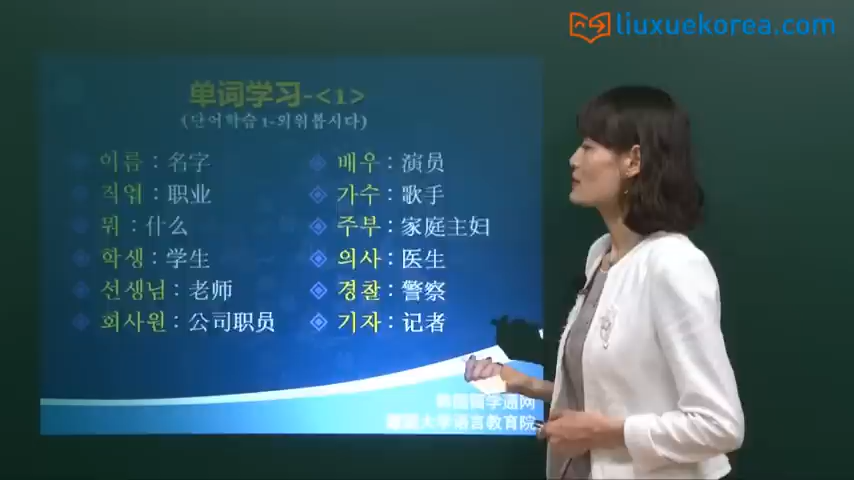 liuxuekorea.com
单词学习-<1>
(단어학습 1-외워봅시다)
이름 : 名字
직업 : 职业
뭐 : 什么
학생 : 学生
선생님 : 老师
회사원 : 公司职员
배우 : 演员
가수 : 歌手
주부 : 家庭主妇
의사 : 医生
경찰 : 警察
기자 : 记者
韩国留学通网
大学语言教育院